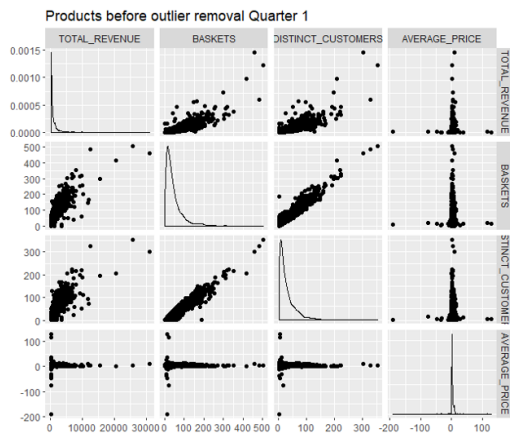 Products before outlier removal Quarter 1
TOTAL_REVENUE BASKETS DISTINCT_CUSTOMERS AVERAGE_PRICE
0.0015
0.0010
0.0005
0.0000
TOTAL_REVENUE
500
400
300
200
100
0
BASKETS
300
200
100
0
STINCT_CUSTOMER
100
0
-100
-200
AVERAGE_PRICE
0 10000 20000 30000 0 100 200 300 400 500 0 100 200 300 -200 -100 0 100